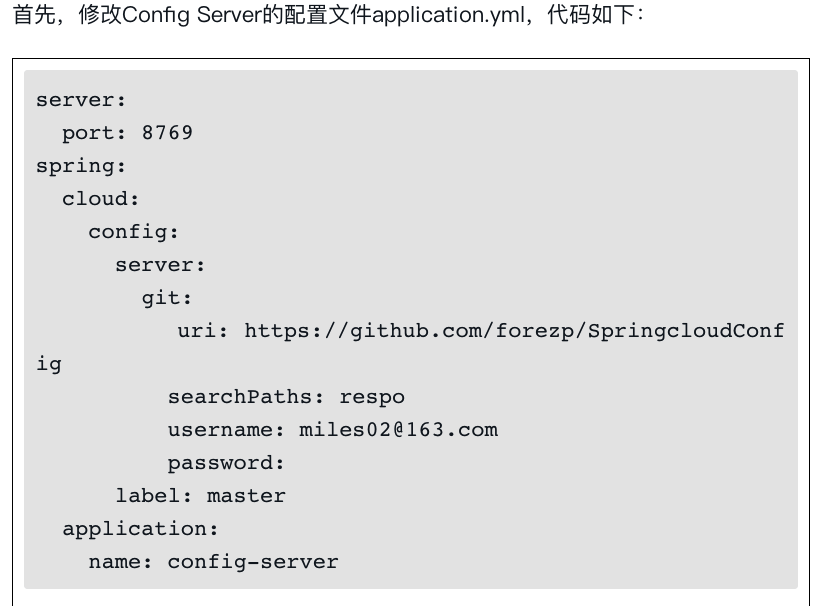 首先，修改Config Server的配置文件application.yml，代码如下：
server:
  port: 8769
spring:
  cloud:
    config:
      server:
        git:
           uri: https://github.com/forezp/SpringcloudConf
ig
          searchPaths: respo
          username: miles02@163.com
          password:
      label: master
  application:
    name: config-server